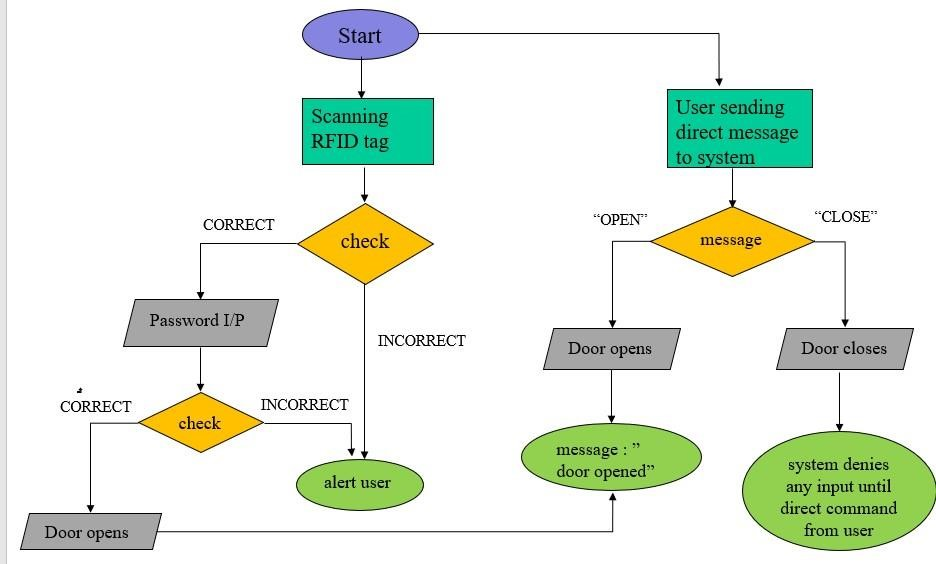 Start
Scanning
RFID tag
User sending
direct message
to system
CORRECT
check
“OPEN”
message
“CLOSE”
Password I/P
INCORRECT
Door opens
Door closes
CORRECT
check
INCORRECT
alert user
message : ”
door opened”
system denies
any input until
direct command
from user
Door opens